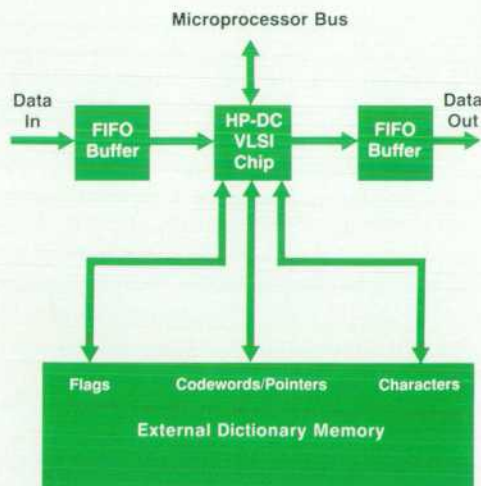 Microprocessor Bus
Data
In
FIFO
Buffer
HP-DC
VLSI
Chip
FIFO
Buffer
Data
Out
Flags
Codewords/Pointers
Characters
External Dictionary Memory